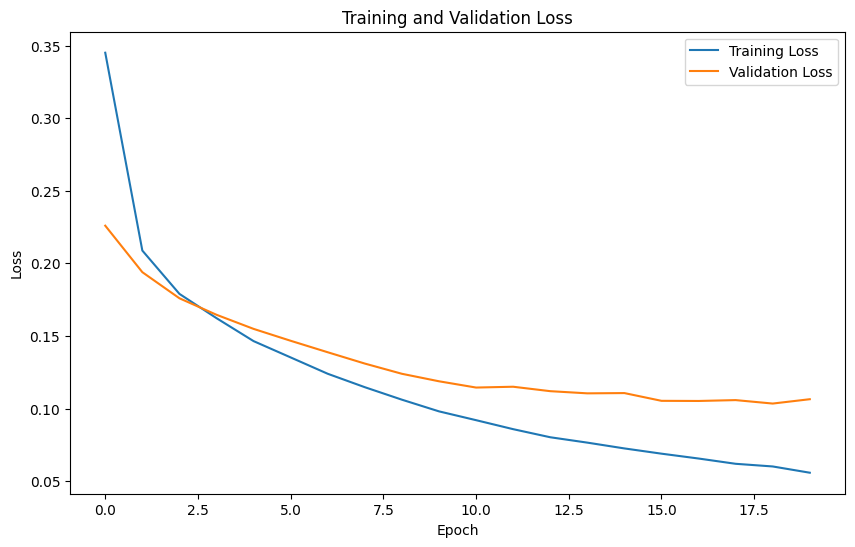 Training and Validation Loss
Training Loss
Validation Loss
Loss
0.35
0.30
0.25
0.20
0.15
0.10
0.05
0.0 2.5 5.0 7.5 10.0 12.5 15.0 17.5
Epoch